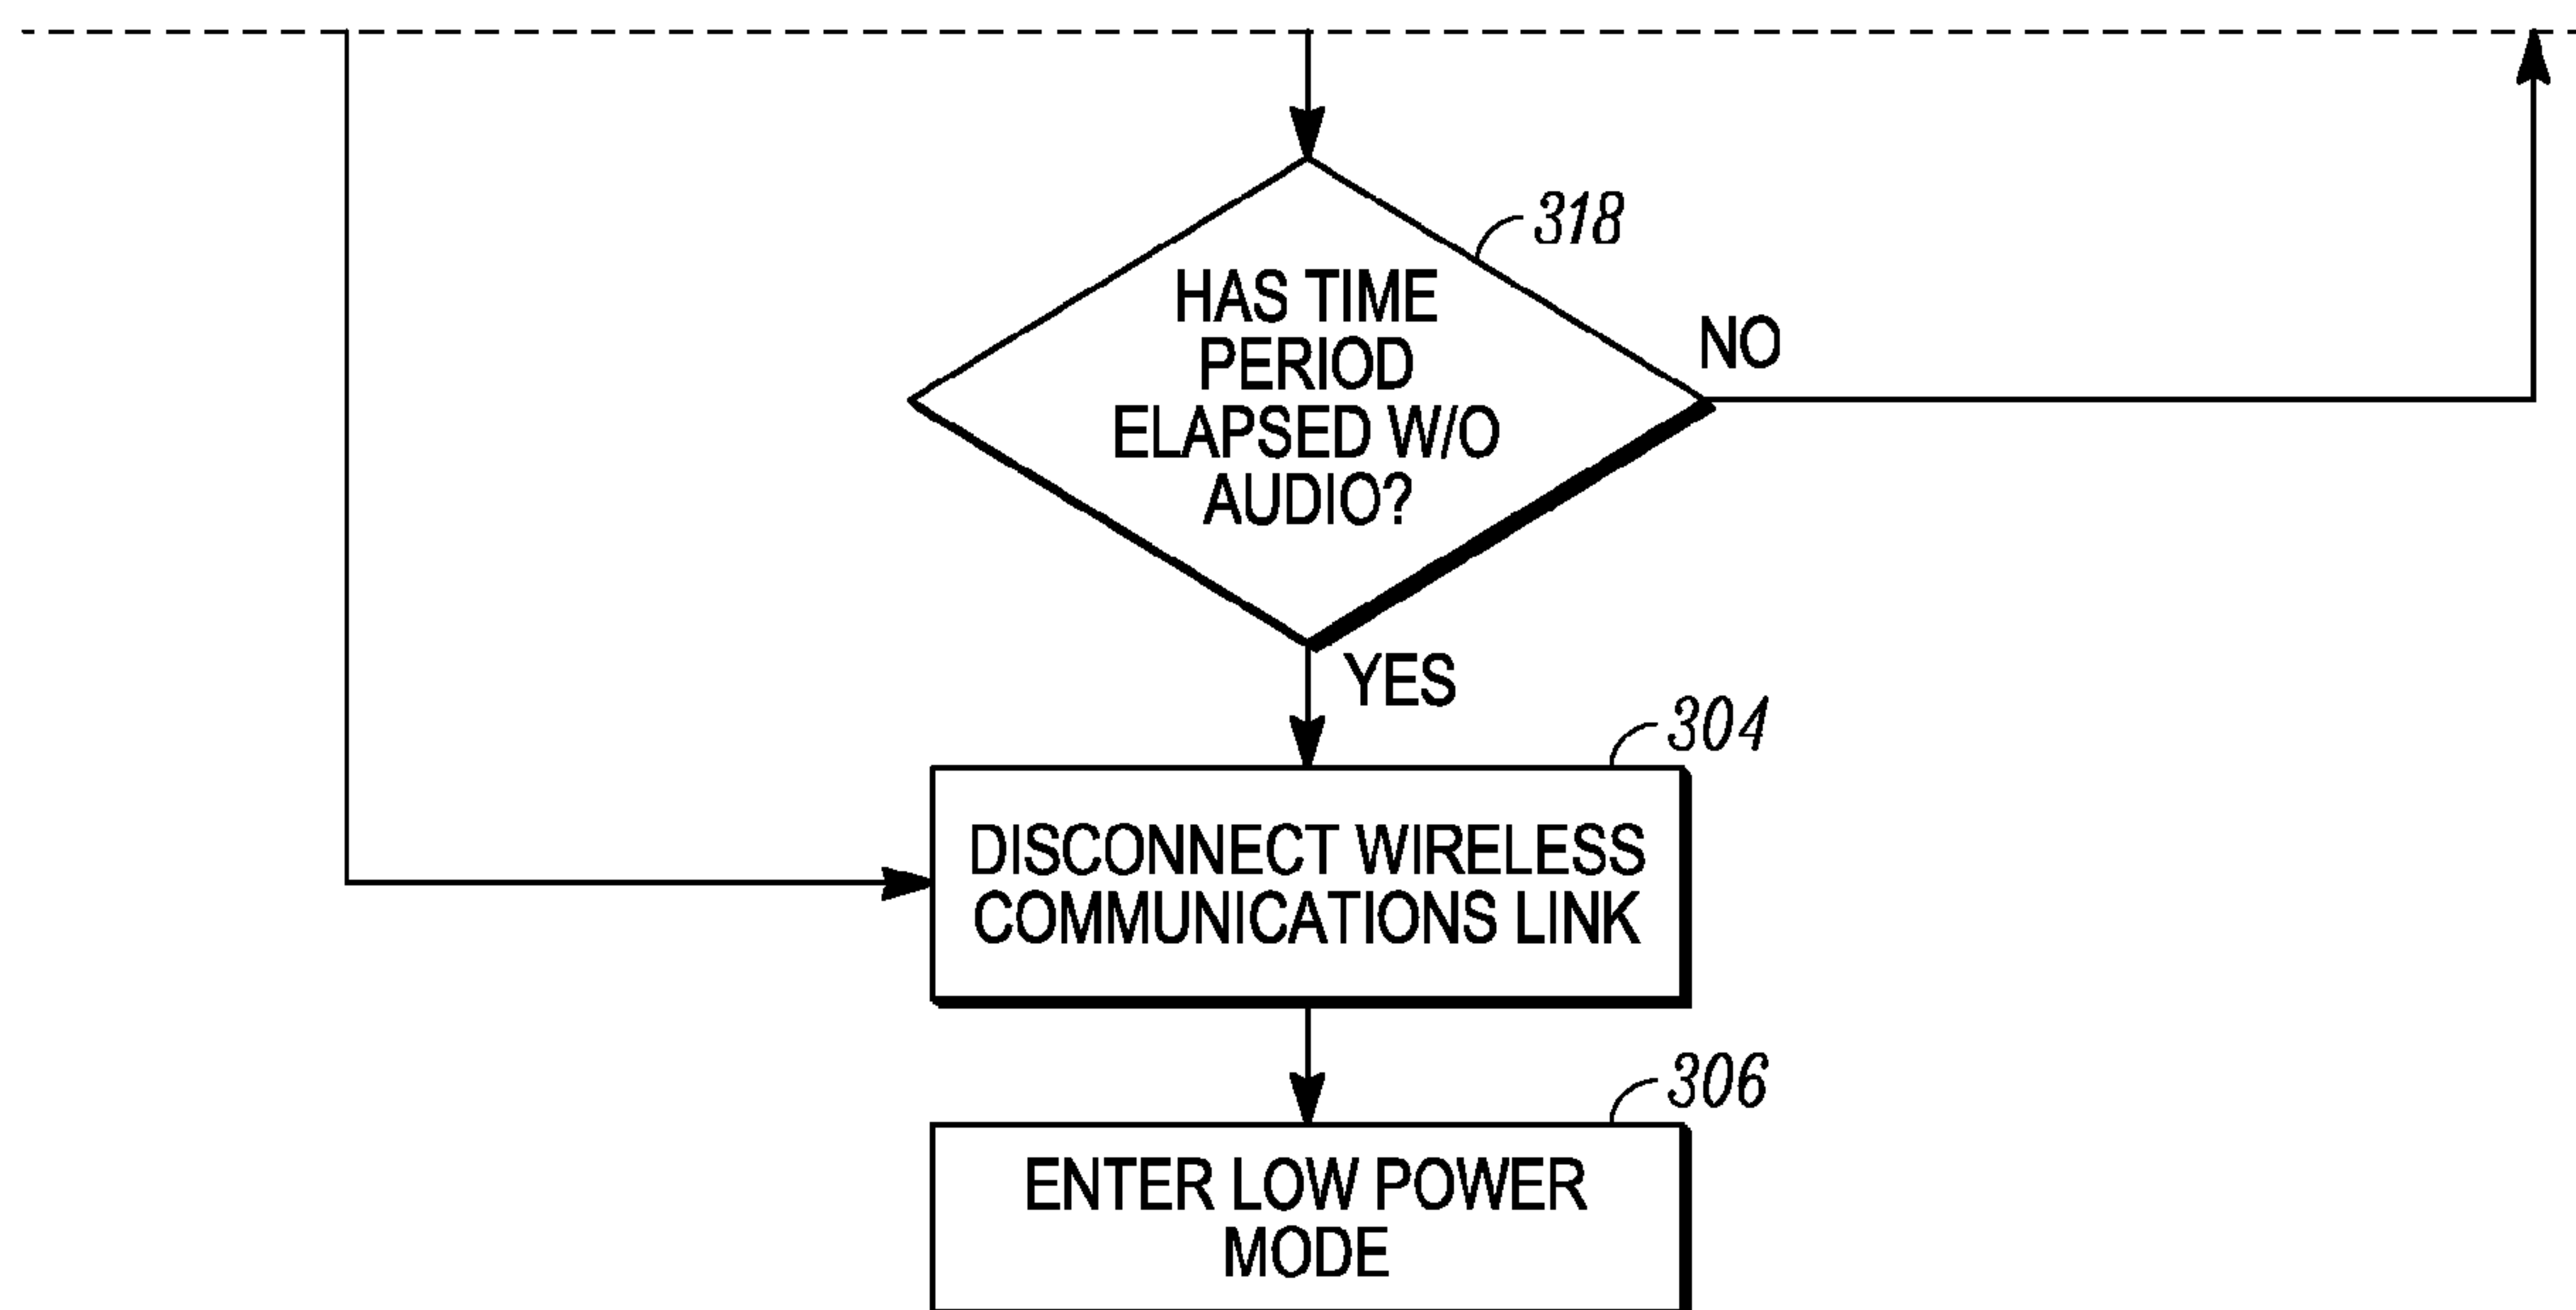 318
HAS TIME
PERIOD
ELAPSED W/O
AUDIO?
NO
YES
304
DISCONNECT WIRELESS
COMMUNICATIONS LINK
306
ENTER LOW POWER
MODE